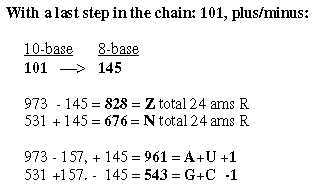 With a last step in the chain: 101, plus/minus:
10-base 8-base
101 —> 145
973 - 145 = 828 = Z total 24 ams R
531 + 145 = 676 = N total 24 ams R
973 - 157, + 145 = 961 = A+U +1
531 +157. - 145 = 543 = G+C -1